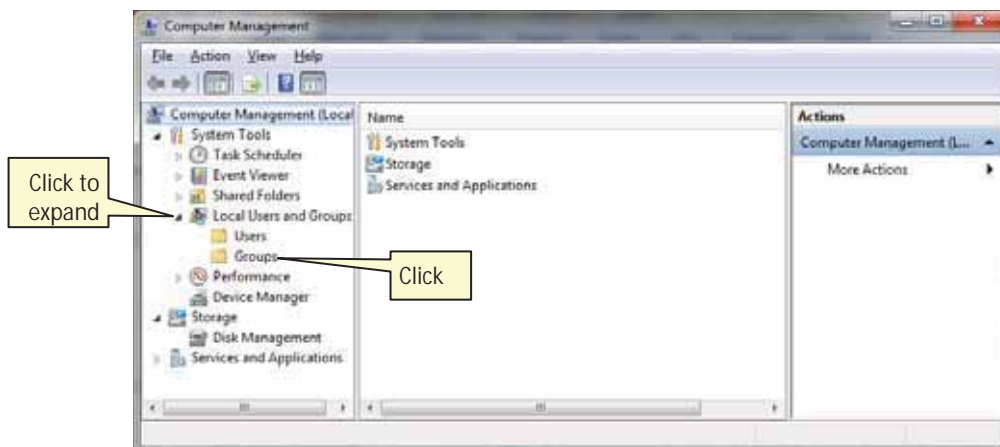 Computer Management
File Action View Help
Computer Management (Local
System Tools
Task Scheduler
Event Viewer
Shared Folders
Local Users and Groups
Users
Groups
Performance
Device Manager
Storage
Disk Management
Services and Applications
Name
System Tools
Storage
Services and Applications
Actions
Computer Management (L...
More Actions
Click to
expand
Click